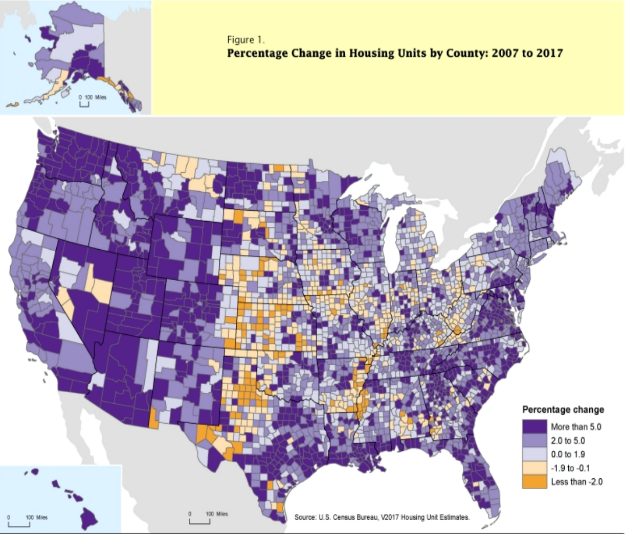 Figure 1.
Percentage Change in Housing Units by County: 2007 to 2017
0 100 Miles
Percentage change
More than 5.0
2.0 to 5.0
0.0 to 1.9
-1.9 to -0.1
Less than -2.0
0 100 Miles
0 100 Miles
Source: U.S. Census Bureau, V2017 Housing Unit Estimates.